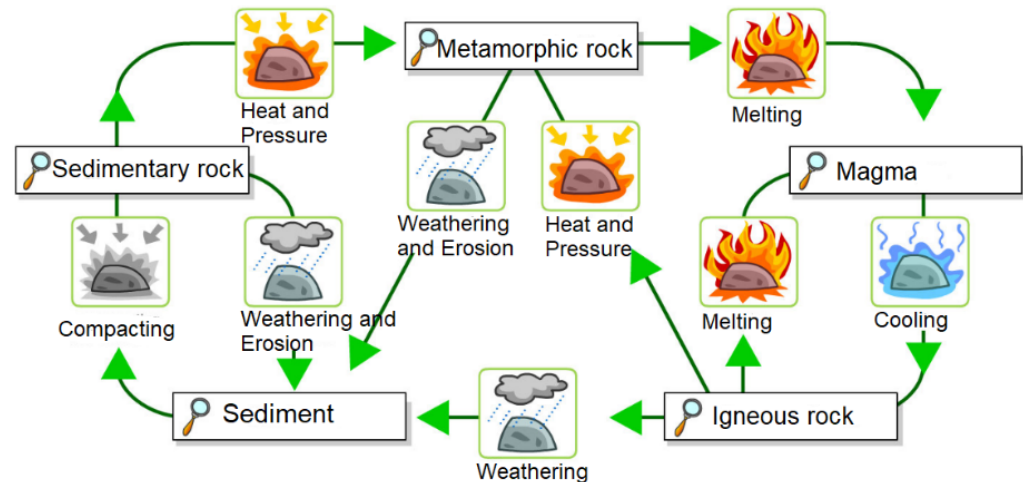 Metamorphic rock
Heat and
Pressure
Melting
Sedimentary rock
Magma
Weathering
and Erosion
Heat and
Pressure
Compacting
Weathering and
Erosion
Melting
Cooling
Sediment
Igneous rock
Weathering